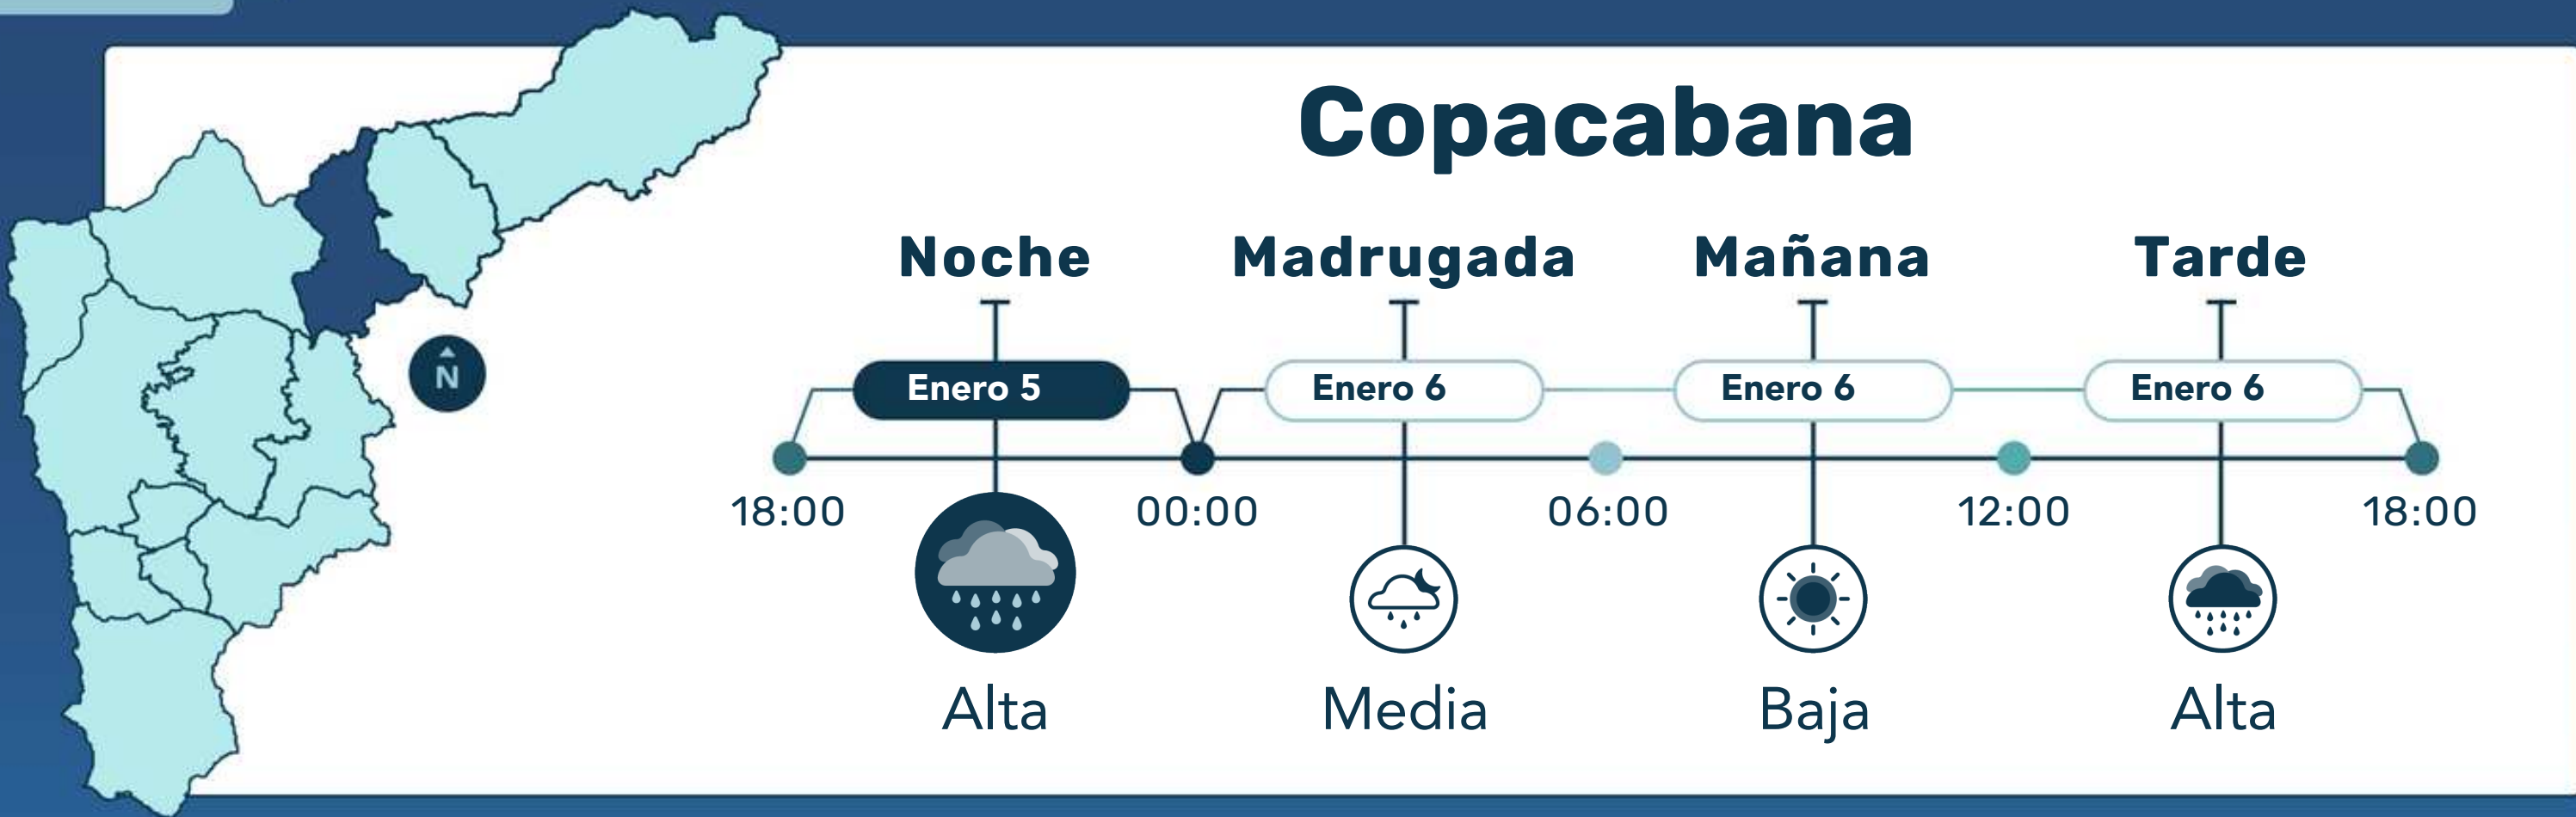 Copacabana
Noche Madrugada Mañana Tarde
Enero 5 Enero 6 Enero 6 Enero 6
N
18:00 00:00 06:00 12:00 18:00
Alta Media Baja Alta